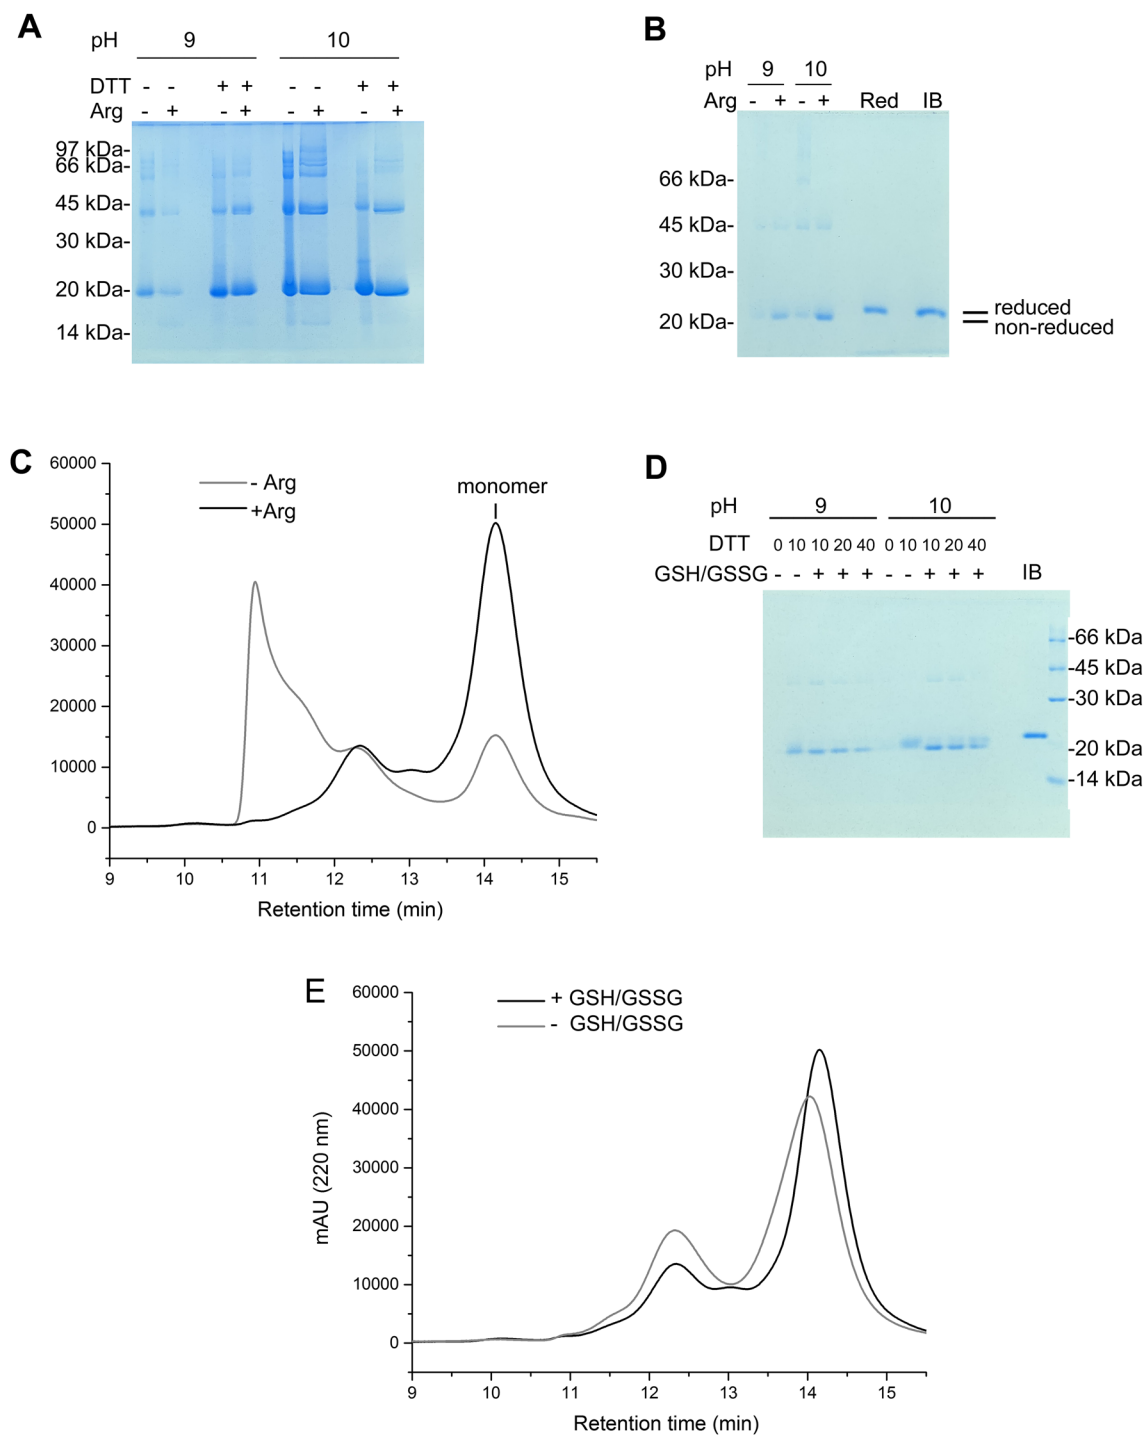 A
pH 9 10
DTT - - + + - - + +
Arg - + - + - + - +
97 kDa-
66 kDa-
45 kDa-
30 kDa-
20 kDa-
14 kDa-
B
pH 9 10
Arg - + - + Red IB
66 kDa-
45 kDa-
30 kDa-
20 kDa-
reduced
non-reduced
C
- Arg
+Arg
monomer
60000
50000
40000
30000
20000
10000
0
9 10 11 12 13 14 15
Retention time (min)
D
pH 9 10
DTT 0 10 10 20 40 0 10 10 20 40
GSH/GSSG - - + + + - - + + + IB
-66 kDa
-45 kDa
-30 kDa
-20 kDa
-14 kDa
E
+ GSH/GSSG
- GSH/GSSG
60000
50000
40000
30000
20000
10000
0
mAU (220 nm)
9 10 11 12 13 14 15
Retention time (min)